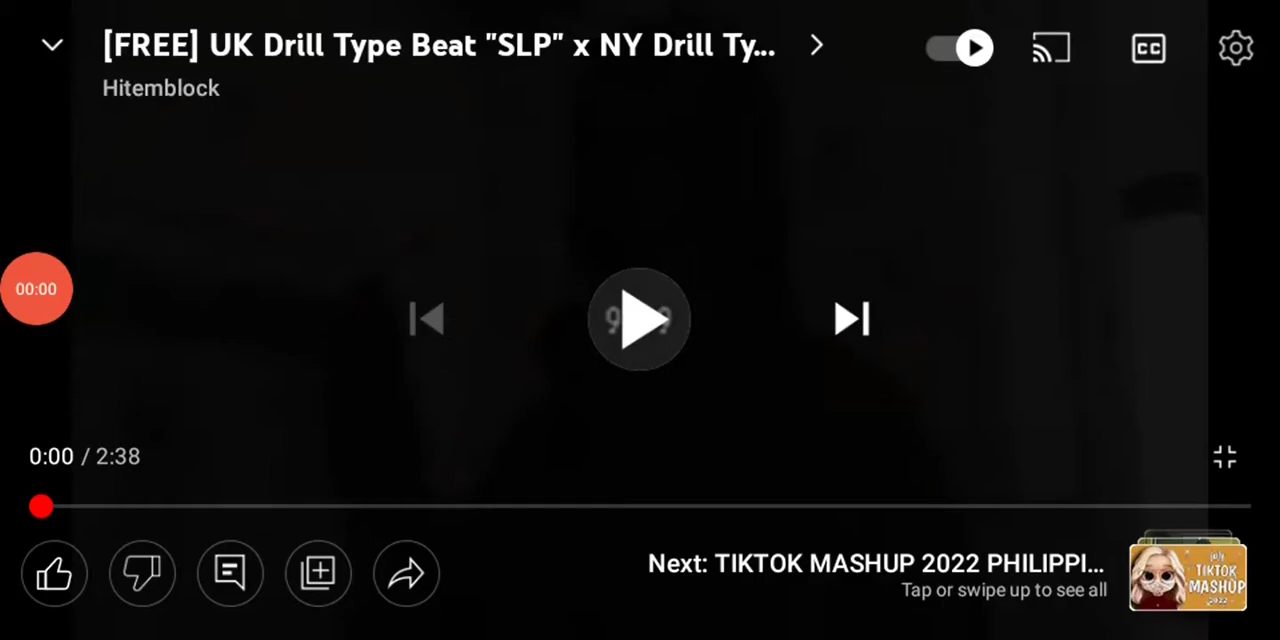 [FREE] UK Drill Type Beat "SLP" x NY Drill Ty...
Hitemblock
CC
00:00
0:00 / 2:38
Next: TIKTOK MASHUP 2022 PHILIPPI...
Tap or swipe up to see all
TIKTOK
MASHUP
2022